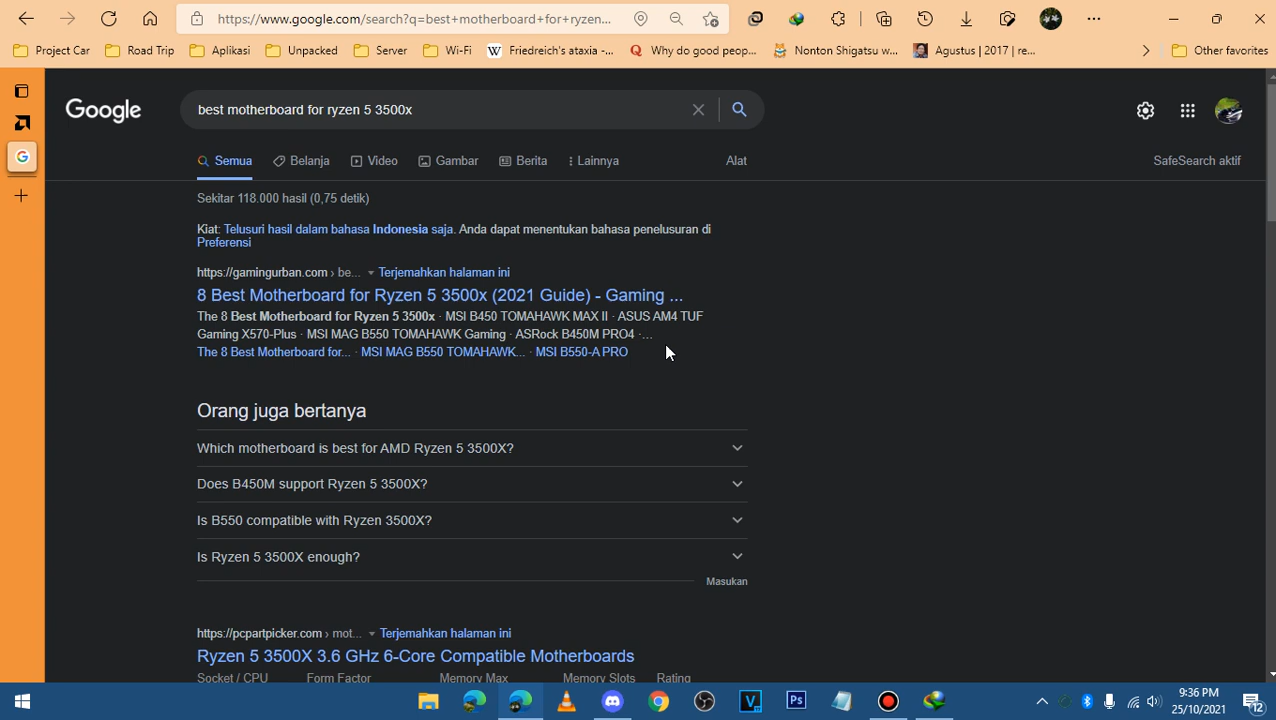 https://www.google.com/search?q=best+motherboard+for+ryzen...
Project Car
Road Trip
Aplikasi
Unpacked
Server
Wi-Fi
W Friedreich's ataxia -...
Why do good peop...
Nonton Shigatsu w...
Agustus | 2017 | re...
Other favorites
Google
best motherboard for ryzen 5 3500x
Semua
Belanja
Video
Gambar
Berita
Lainnya
Alat
SafeSearch aktif
Sekitar 118.000 hasil (0,75 detik)
Kiat: Telusuri hasil dalam bahasa Indonesia saja. Anda dapat menentukan bahasa penelusuran di
Preferensi
https://gamingurban.com › be... Terjemahkan halaman ini
8 Best Motherboard for Ryzen 5 3500x (2021 Guide) - Gaming ...
The 8 Best Motherboard for Ryzen 5 3500x · MSI B450 TOMAHAWK MAX II · ASUS AM4 TUF
Gaming X570-Plus · MSI MAG B550 TOMAHAWK Gaming · ASRock B450M PRO4 ·...
The 8 Best Motherboard for... · MSI MAG B550 TOMAHAWK... · MSI B550-A PRO
Orang juga bertanya
Which motherboard is best for AMD Ryzen 5 3500X?
Does B450M support Ryzen 5 3500X?
Is B550 compatible with Ryzen 3500X?
Is Ryzen 5 3500X enough?
Masukan
https://pcpartpicker.com › mot... Terjemahkan halaman ini
Ryzen 5 3500X 3.6 GHz 6-Core Compatible Motherboards
Socket / CPU Form Factor Memory Max Memory Slots Rating
V
Ps
9:36 PM
25/10/2021
12